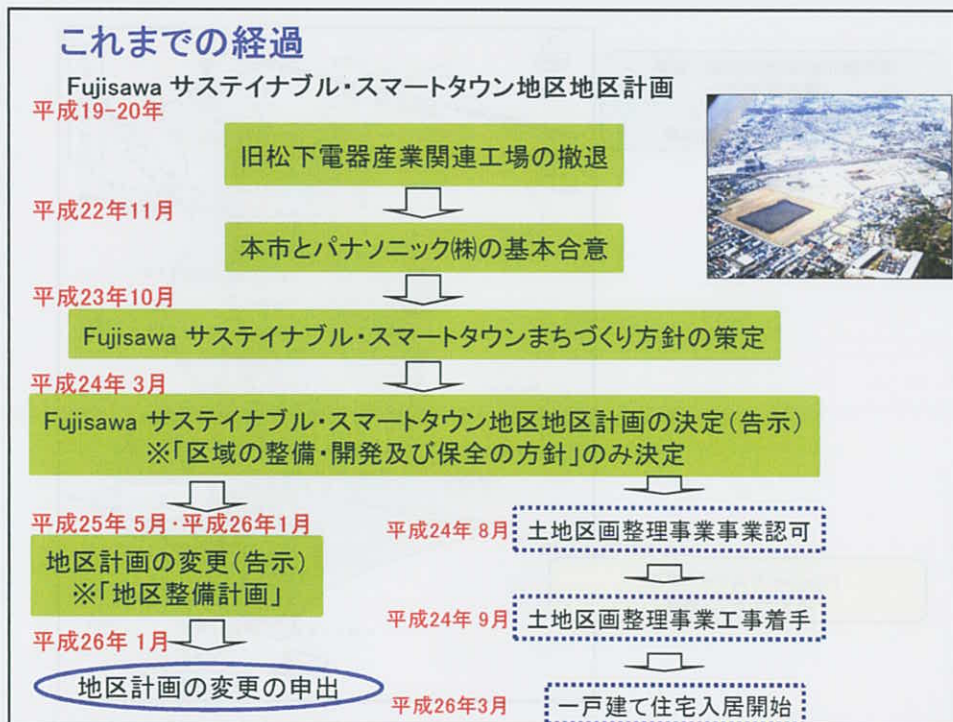 これまでの経過
Fujisawa サステイナブル・スマートタウン地区地区計画
平成19-20年
旧松下電器産業関連工場の撤退
平成22年11月
本市とパナソニック㈱の基本合意
平成23年10月
Fujisawa サステイナブル・スマートタウンまちづくり方針の策定
平成24年 3月
Fujisawa サステイナブル・スマートタウン地区地区計画の決定(告示)
※「区域の整備・開発及び保全の方針」のみ決定
平成25年 5月・平成26年1月
地区計画の変更(告示)
※「地区整備計画」
平成26年 1月
地区計画の変更の申出
平成24年 8月
土地区画整理事業事業認可
平成24年 9月
土地区画整理事業工事着手
平成26年3月
一戸建て住宅入居開始